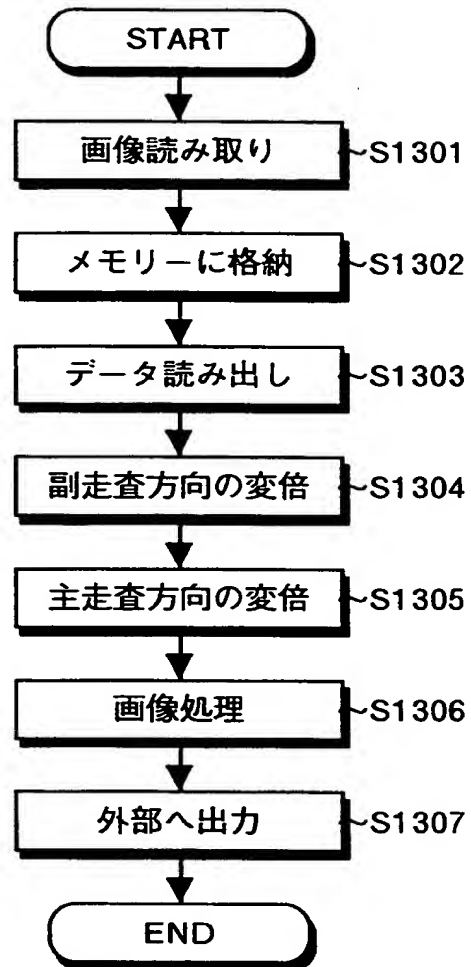 START
画像読み取り ~S1301
メモリーに格納 ~S1302
データ読み出し ~S1303
副走査方向の変倍 ~S1304
主走査方向の変倍 ~S1305
画像処理 ~S1306
外部へ出力 ~S1307
END